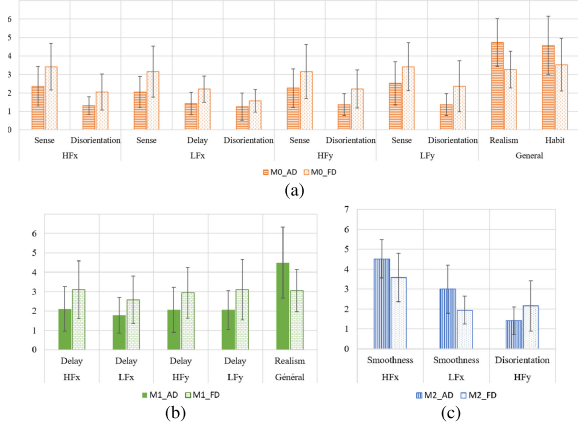 6
5
4
3
2
1
0
Sense Disorientation Sense Delay Disorientation Sense Disorientation Sense Disorientation Realism Habit
HFx LFx HFy LFy General
M0_AD M0_FD
(a)
6
5
4
3
2
1
0
Delay Delay Delay Delay Realism
HFx LFx HFy LFy Général
M1_AD M1_FD
(b)
7
6
5
4
3
2
1
0
Smoothness Smoothness Disorientation
HFx LFx HFy
M2_AD M2_FD
(c)